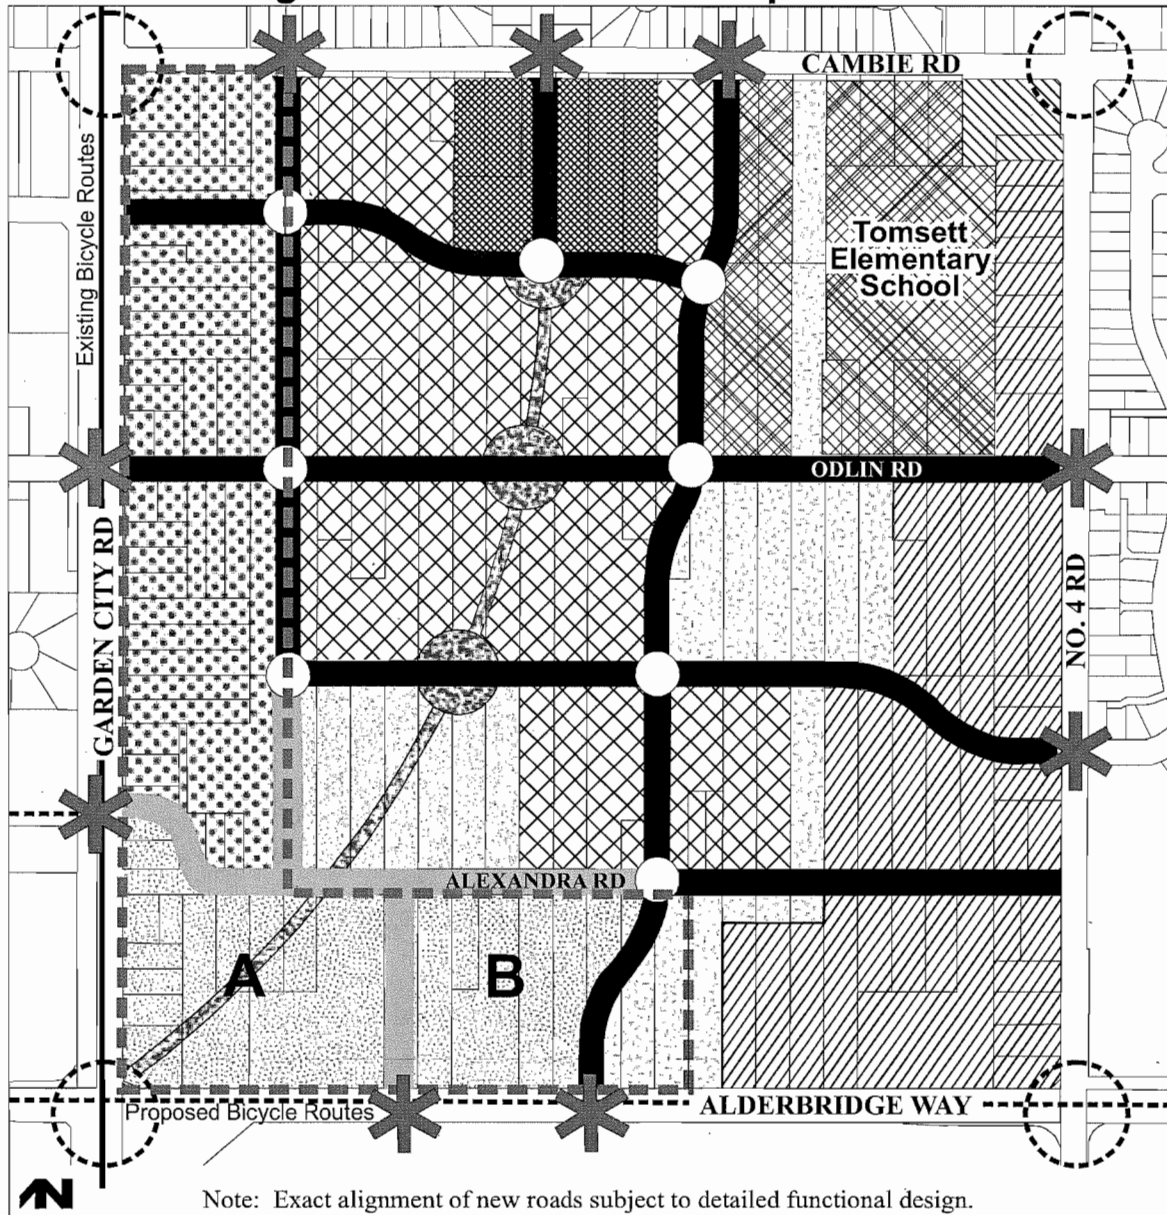 CAMBIE RD
Existing Bicycle Routes
Tomsett
Elementary
School
ODLIN RD
GARDEN CITY RD
NO. 4 RD
ALEXANDRA RD
A
B
Proposed Bicycle Routes
ALDERBRIDGE WAY
N
Note: Exact alignment of new roads subject to detailed functional design.